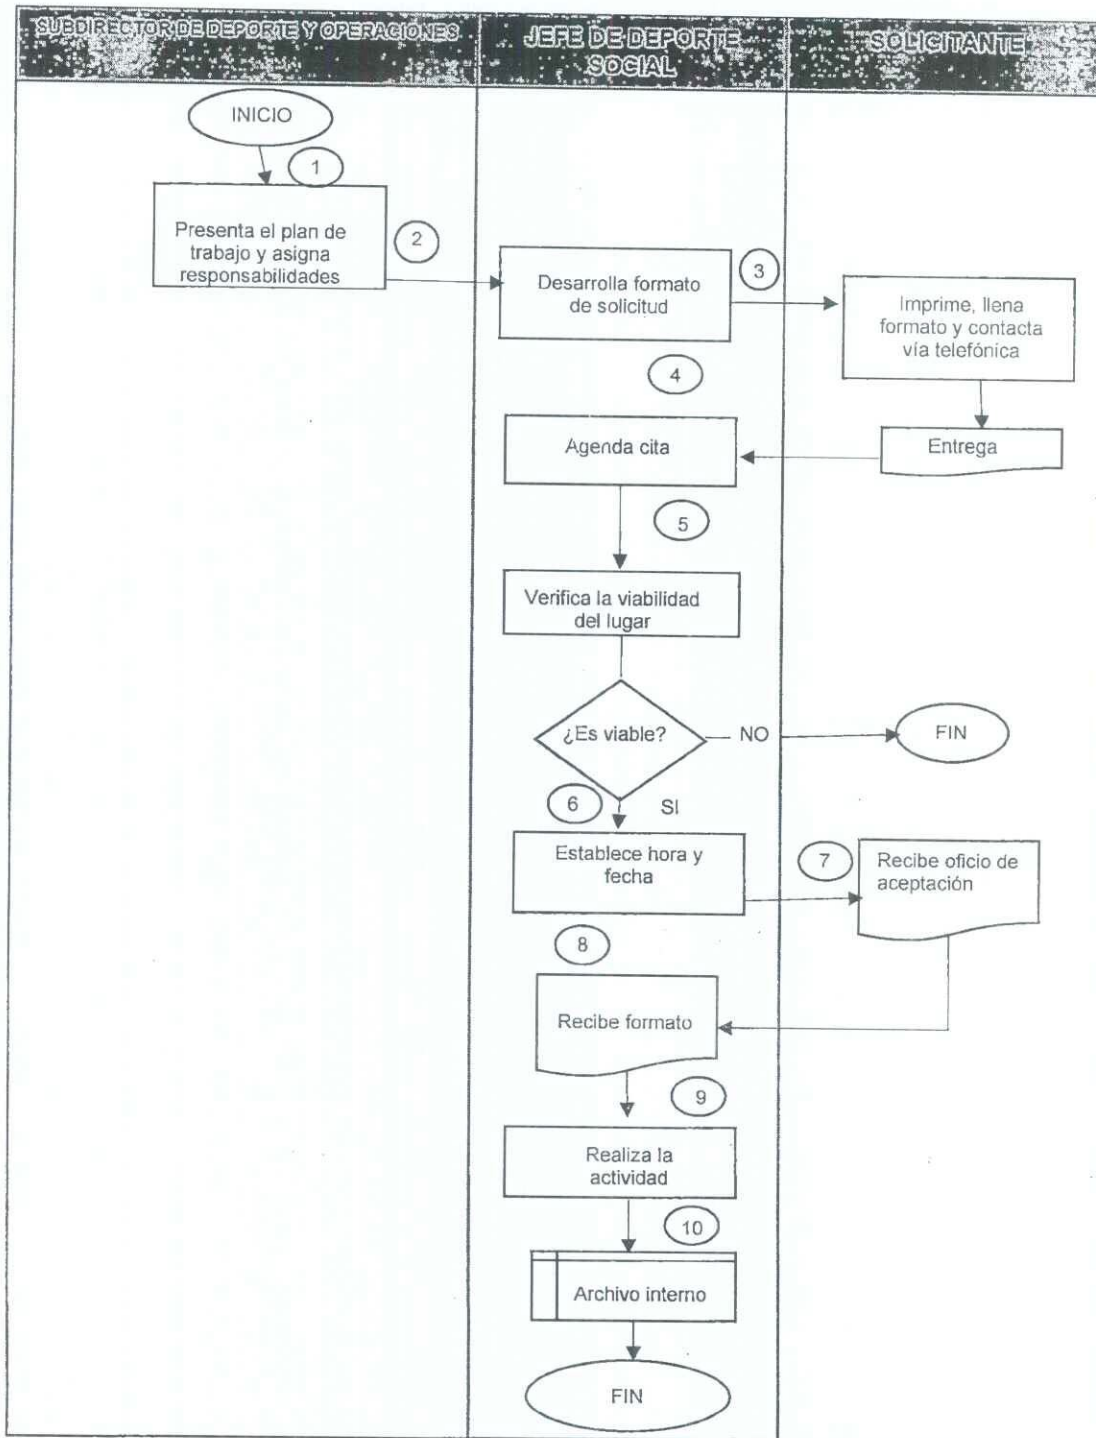 SUBDIRECTOR DE DEPORTE Y OPERACIONES
JEFE DE DEPORTE
SOCIAL
SOLICITANTE
INICIO
1
Presenta el plan de
trabajo y asigna
responsabilidades
2
Desarrolla formato
de solicitud
3
Imprime, llena
formato y contacta
vía telefónica
4
Agenda cita
Entrega
5
Verifica la viabilidad
del lugar
¿Es viable?
NO
FIN
6
SI
Establece hora y
fecha
7
Recibe oficio de
aceptación
8
Recibe formato
9
Realiza la
actividad
10
Archivo interno
FIN